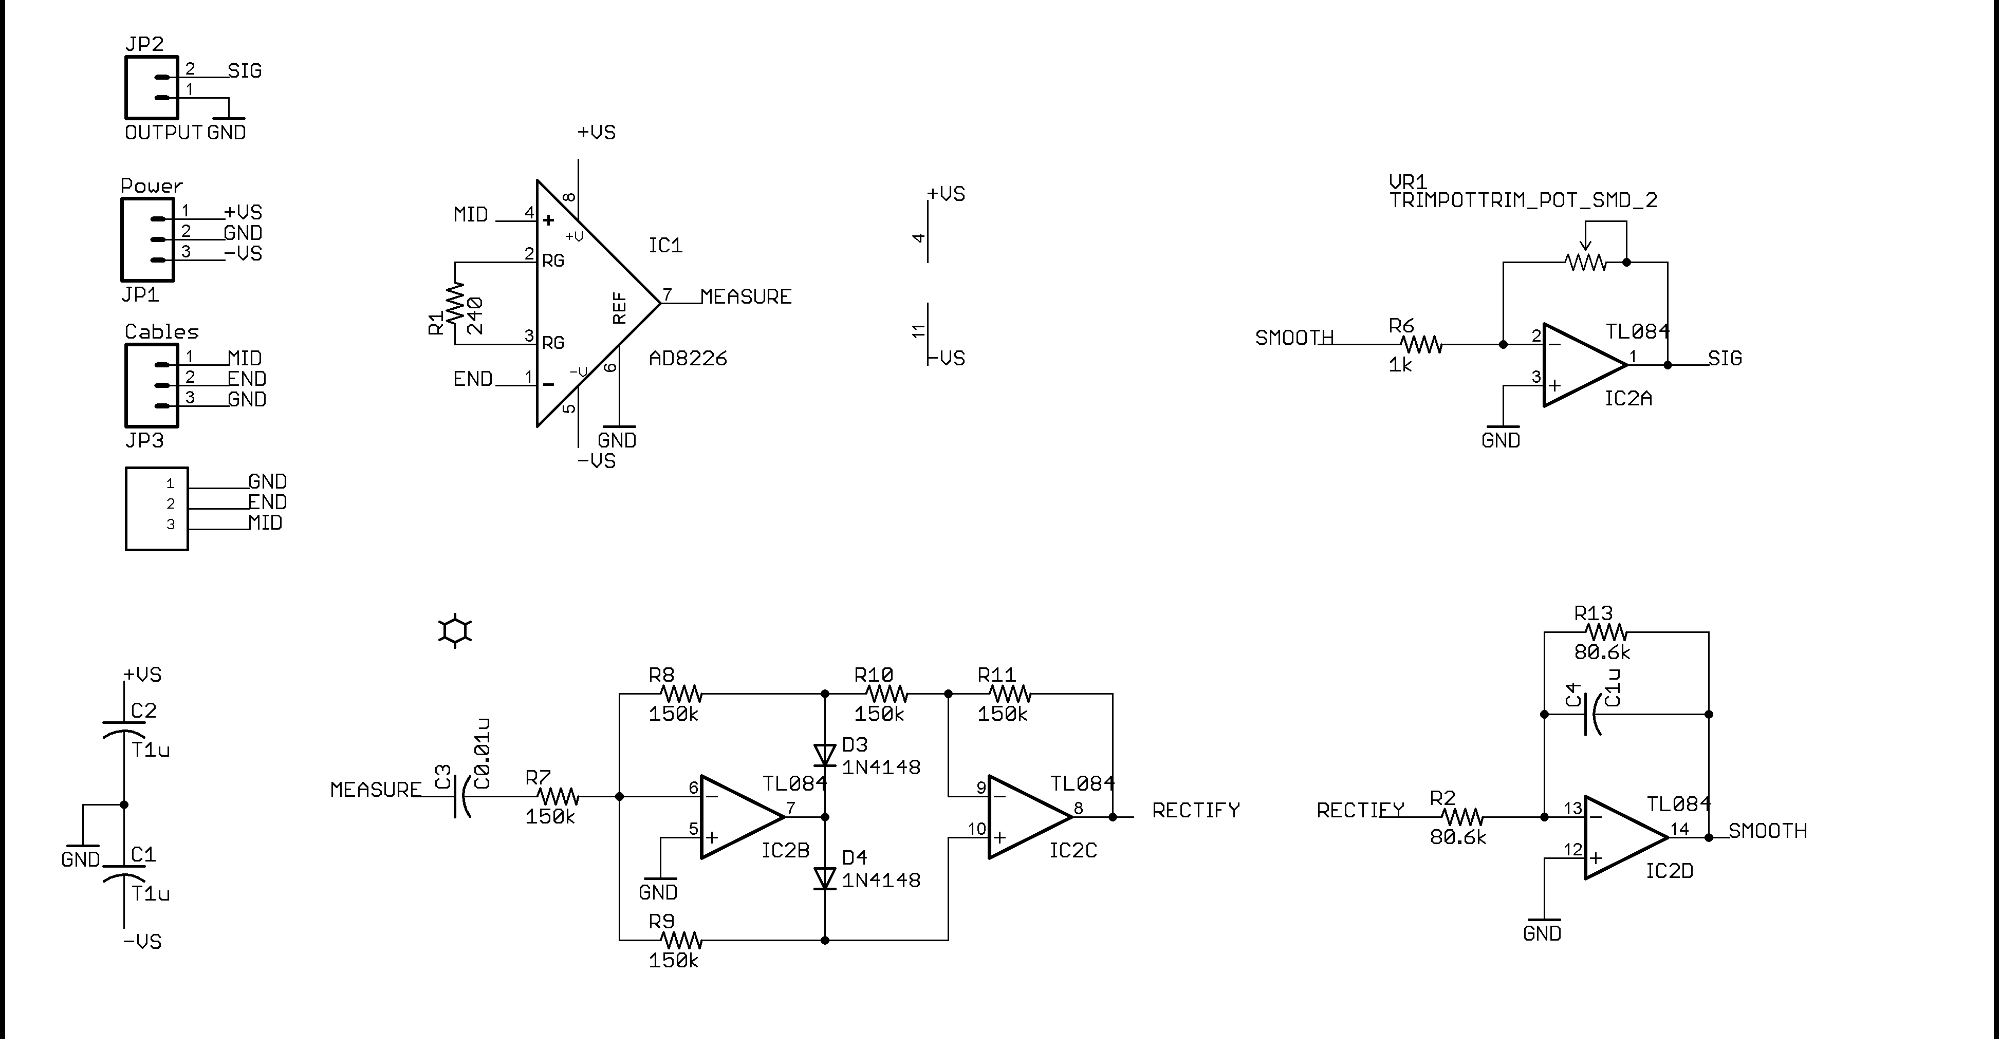 JP2
2 SIG
1
OUTPUT GND
Power
1 +VS
2 GND
3 -VS
JP1
Cables
1 MID
2 END
3 GND
JP3
1 GND
2 END
3 MID
+VS
8
MID 4 +
+V
IC1
2 RG
R1
240
REF
7 MEASURE
3 RG
AD8226
-V
6
END 1 -
5
GND
-VS
+VS
4
11
-VS
VR1
TRIMPOTTRIM_POT_SMD_2
SMOOTH
R6
1k
TL084
2 -
1 SIG
3 +
IC2A
GND
+VS
C2
T1u
GND
C1
T1u
-VS
MEASURE
C3
C0.01u
R7
150k
R8
150k
R10
150k
R11
150k
D3
1N4148
TL084
6 -
7
5 +
IC2B
GND
D4
1N4148
R9
150k
TL084
9 -
8
10 +
IC2C
RECTIFY
R13
80.6k
C4
C1u
RECTIFY
R2
80.6k
TL084
13 -
14 SMOOTH
12 +
IC2D
GND